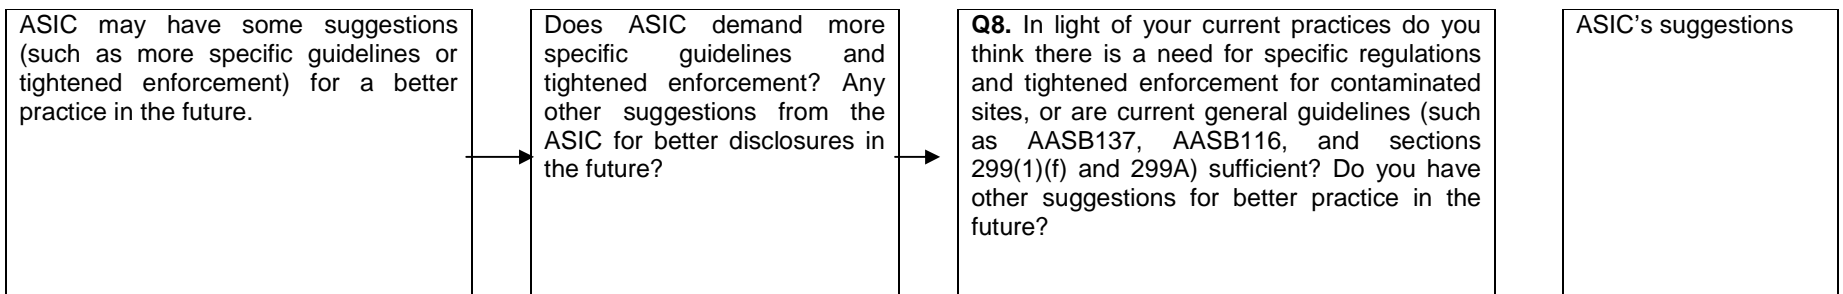 ASIC may have some suggestions
(such as more specific guidelines or
tightened enforcement) for a better
practice in the future.
Does ASIC demand more
specific guidelines and
tightened enforcement? Any
other suggestions from the
ASIC for better disclosures in
the future?
Q8. In light of your current practices do you
think there is a need for specific regulations
and tightened enforcement for contaminated
sites, or are current general guidelines (such
as AASB137, AASB116, and sections
299(1)(f) and 299A) sufficient? Do you have
other suggestions for better practice in the
future?
ASIC’s suggestions